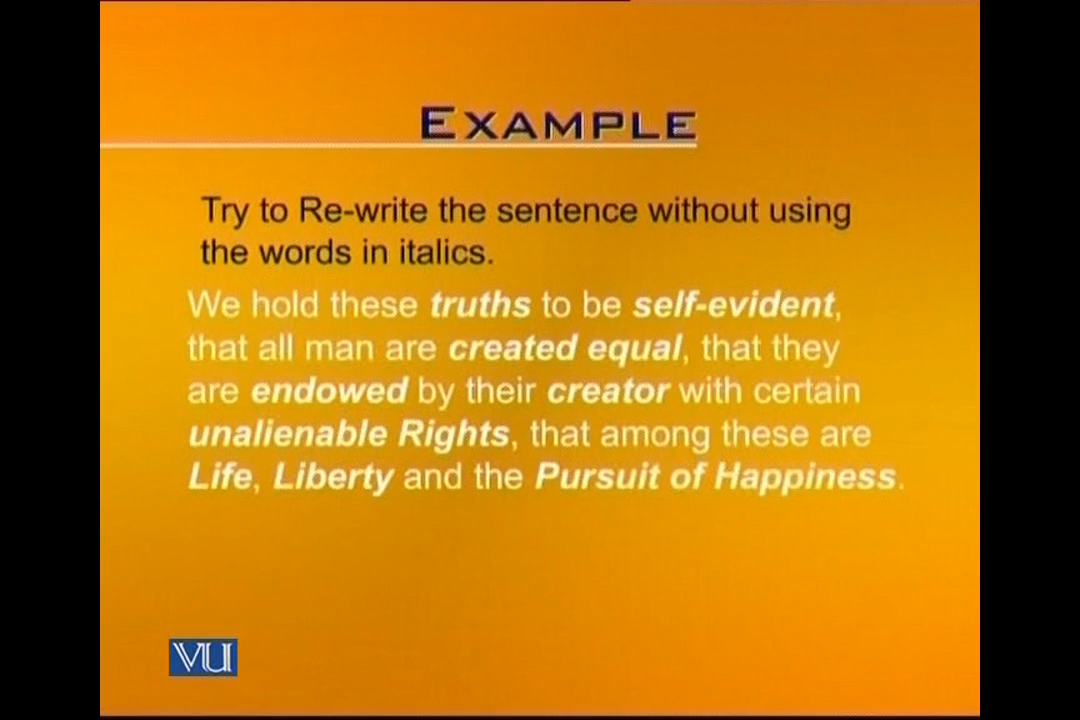 EXAMPLE
Try to Re-write the sentence without using
the words in italics.
We hold these truths to be self-evident,
that all man are created equal, that they
are endowed by their creator with certain
unalienable Rights, that among these are
Life, Liberty and the Pursuit of Happiness.
VU